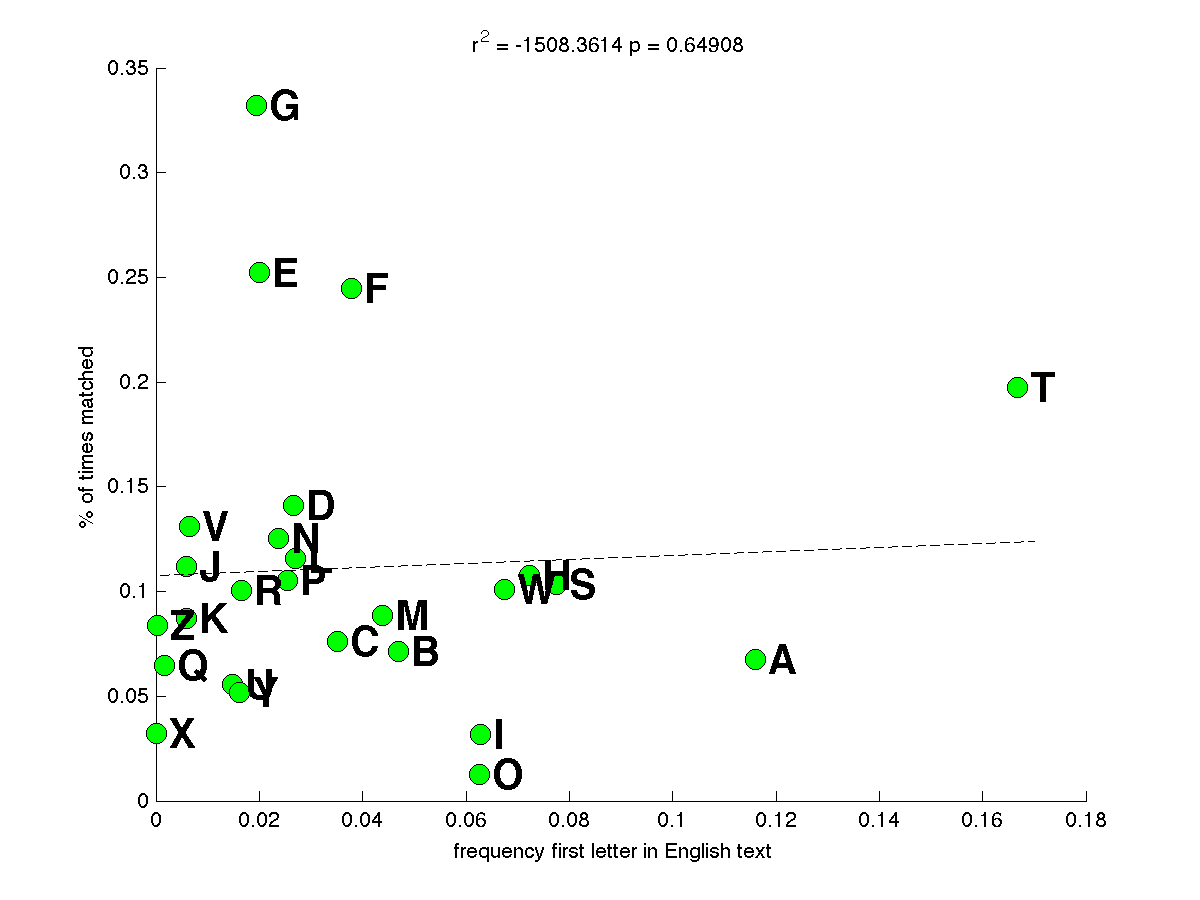 r2 = -1508.3614 p = 0.64908
0.35
0.3
0.25
0.2
0.15
0.1
0.05
0
% of times matched
G
E
F
T
D
V
N
L
J
P
R
H
S
W
Z
K
M
C
B
Q
A
U
Y
X
I
O
0 0.02 0.04 0.06 0.08 0.1 0.12 0.14 0.16 0.18
frequency first letter in English text